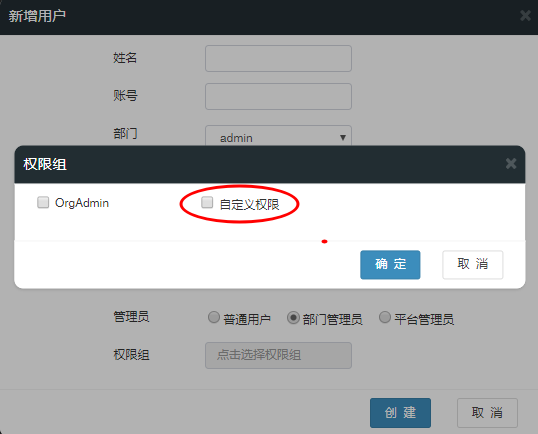 新增用户
姓名
账号
部门 admin
权限组
OrgAdmin 自定义权限
确 定 取 消
管理员 普通用户 部门管理员 平台管理员
权限组 点击选择权限组
创 建 取 消